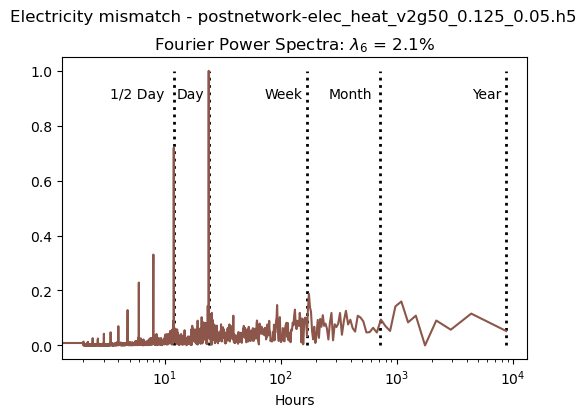 Electricity mismatch - postnetwork-elec_heat_v2g50_0.125_0.05.h5
Fourier Power Spectra: λ₆ = 2.1%
1.0
0.8
0.6
0.4
0.2
0.0
1/2 Day
Day
Week
Month
Year
10¹
10²
10³
10⁴
Hours